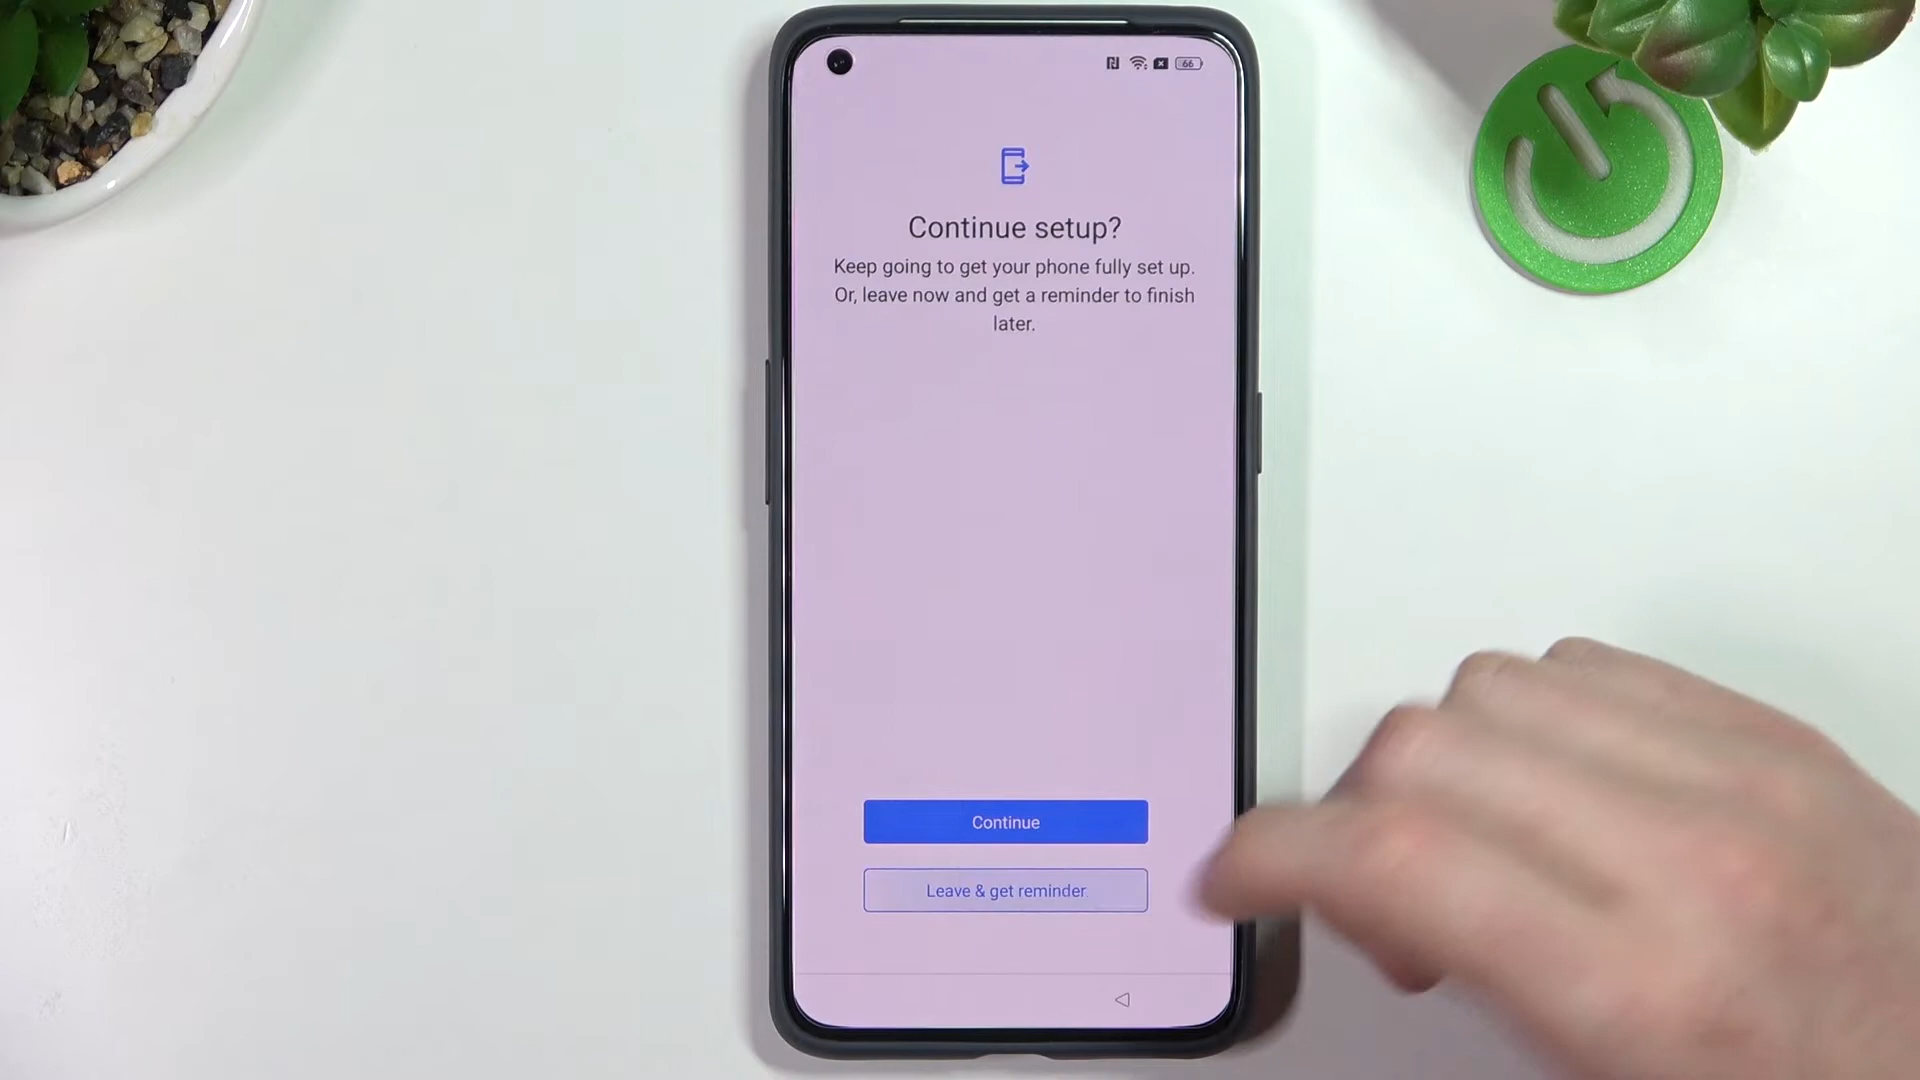 66
Continue setup?
Keep going to get your phone fully set up.
Or, leave now and get a reminder to finish
later.
Continue
Leave & get reminder